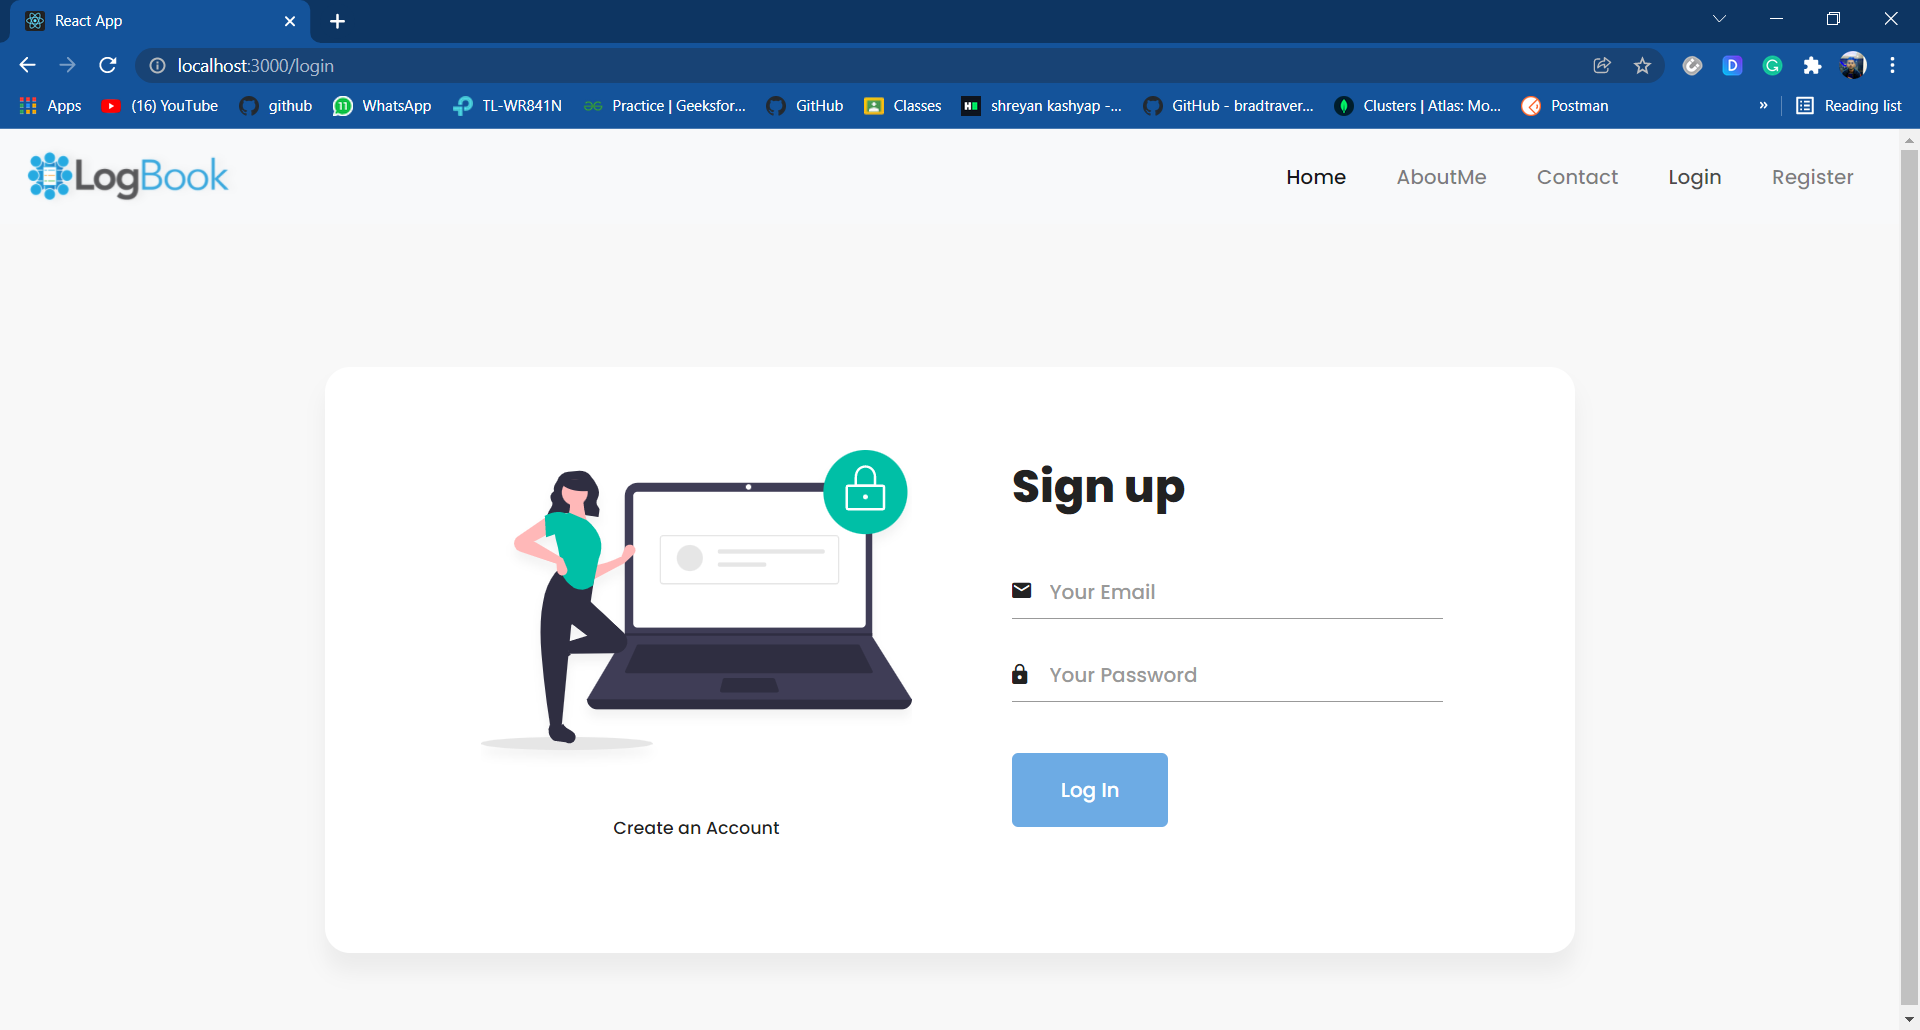 React App
localhost:3000/login
Apps (16) YouTube github WhatsApp TL-WR841N Practice | Geeksfor... GitHub Classes shreyan kashyap -... GitHub - bradtraver... Clusters | Atlas: Mo... Postman » Reading list
LogBook Home AboutMe Contact Login Register
Sign up
Your Email
Your Password
Log In
Create an Account